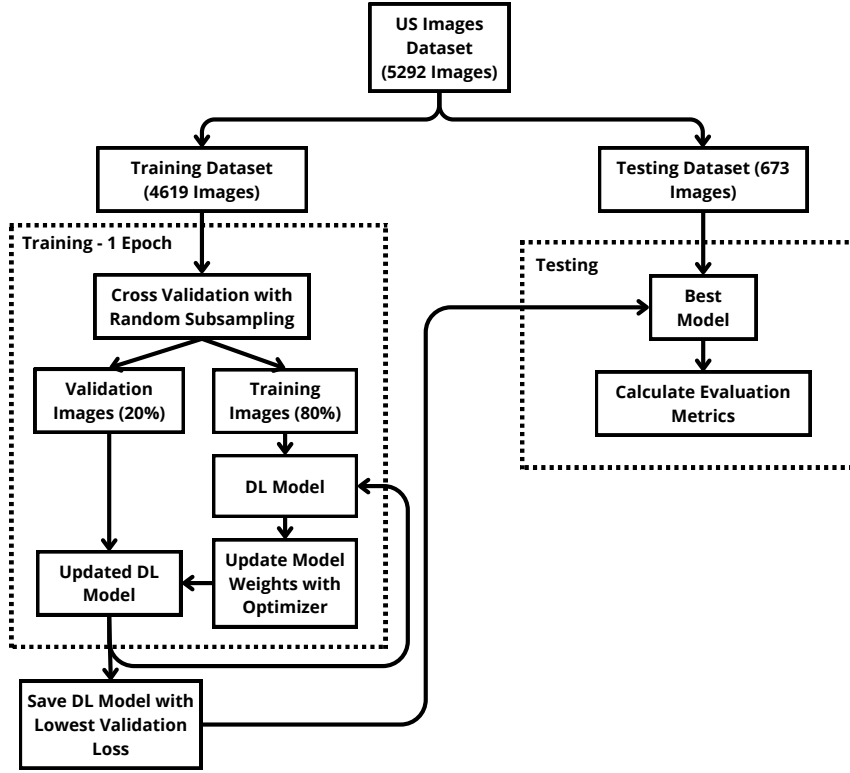 US Images
Dataset
(5292 Images)
Training Dataset
(4619 Images)
Testing Dataset (673
Images)
Training - 1 Epoch
Cross Validation with
Random Subsampling
Validation
Images (20%)
Training
Images (80%)
DL Model
Update Model
Weights with
Optimizer
Updated DL
Model
Save DL Model with
Lowest Validation
Loss
Testing
Best
Model
Calculate Evaluation
Metrics